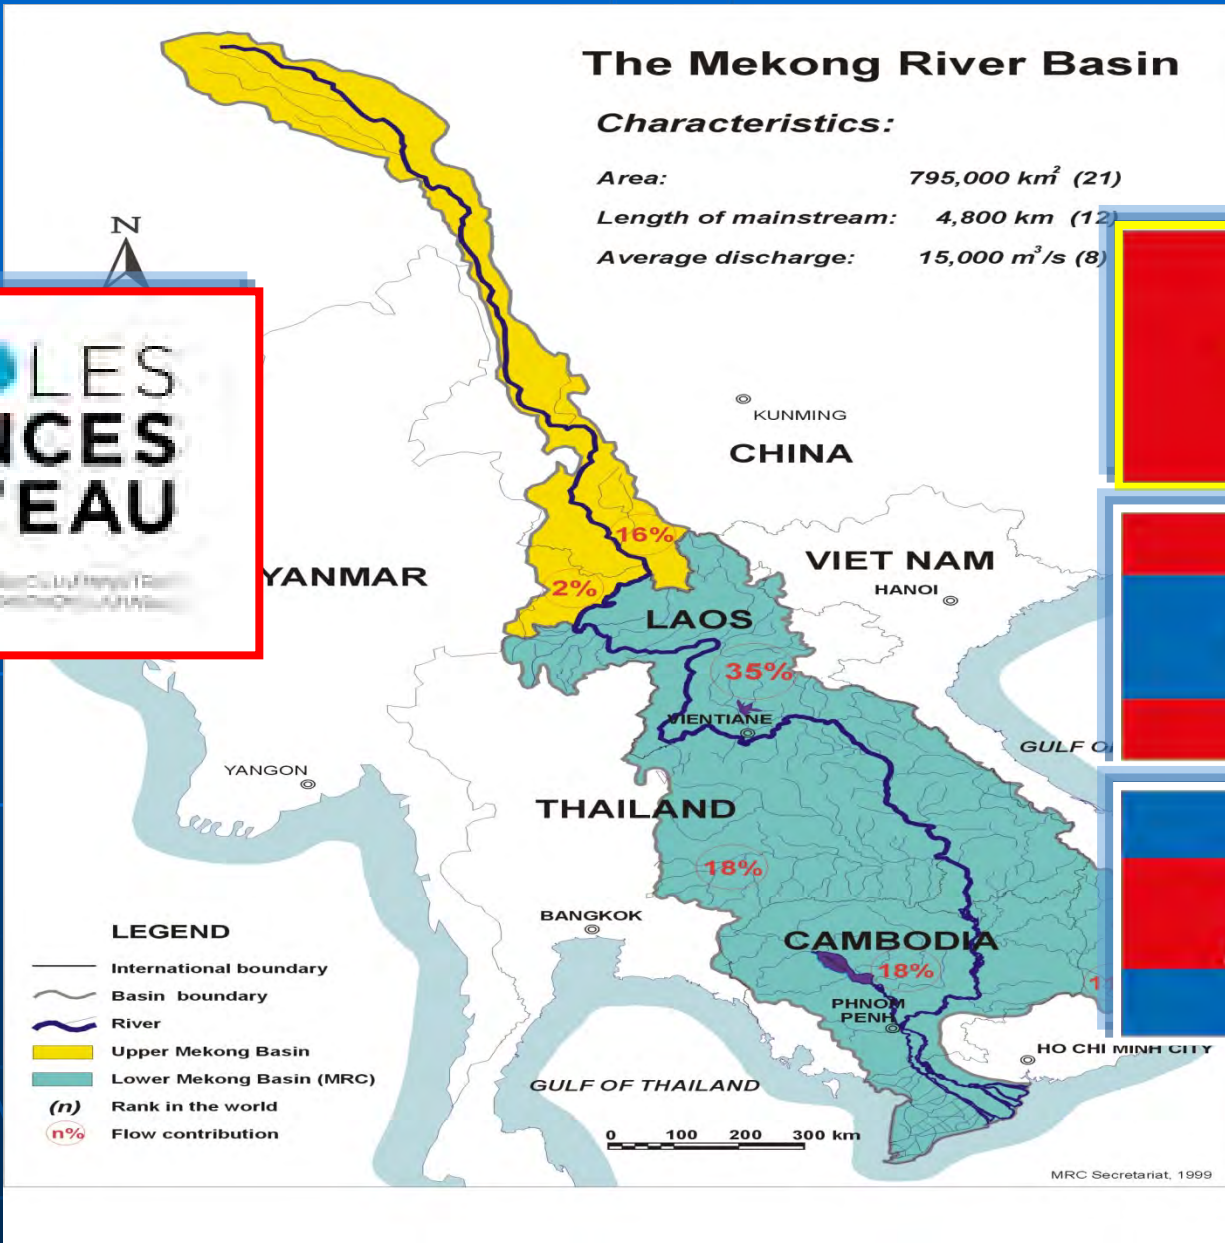 The Mekong River Basin
Characteristics:
Area: 795,000 km² (21)
Length of mainstream: 4,800 km (12)
Average discharge: 15,000 m³/s (8)
N
LES
NCES
'EAU
KUNMING
CHINA
16%
VIET NAM
YANMAR
2%
HANOI
LAOS
35%
VIENTIANE
GULF O
YANGON
THAILAND
18%
BANGKOK
CAMBODIA
18%
PHNOM
PENH
HO CHI MINH CITY
GULF OF THAILAND
LEGEND
International boundary
Basin boundary
River
Upper Mekong Basin
Lower Mekong Basin (MRC)
(n) Rank in the world
n% Flow contribution
0 100 200 300 km
MRC Secretariat, 1999